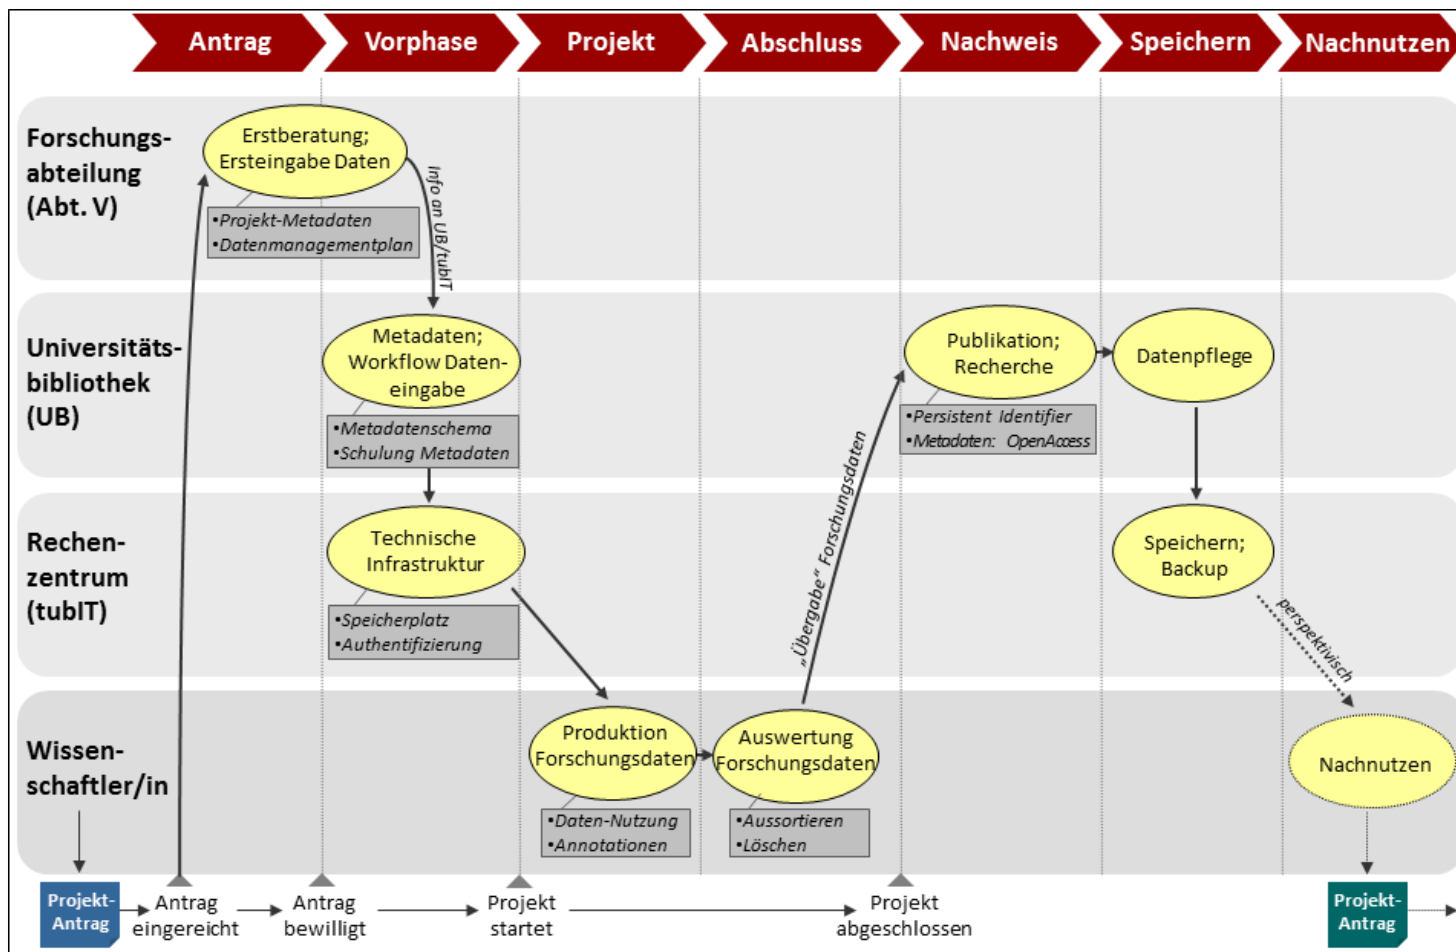 Antrag
Vorphase
Projekt
Abschluss
Nachweis
Speichern
Nachnutzen
Forschungs-
abteilung
(Abt. V)
Erstberatung;
Ersteingabe Daten
•Projekt-Metadaten
•Datenmanagementplan
Info an UB/tubIT
Universitäts-
bibliothek
(UB)
Metadaten;
Workflow Daten-
eingabe
•Metadatenschema
•Schulung Metadaten
Publikation;
Recherche
•Persistent Identifier
•Metadaten: OpenAccess
Datenpflege
Rechen-
zentrum
(tubIT)
Technische
Infrastruktur
•Speicherplatz
•Authentifizierung
„Übergabe“ Forschungsdaten
Speichern;
Backup
perspektivisch
Wissen-
schaftler/in
Produktion
Forschungsdaten
•Daten-Nutzung
•Annotationen
Auswertung
Forschungsdaten
•Aussortieren
•Löschen
Nachnutzen
Projekt-
Antrag
Antrag
eingereicht
Antrag
bewilligt
Projekt
startet
Projekt
abgeschlossen
Projekt-
Antrag